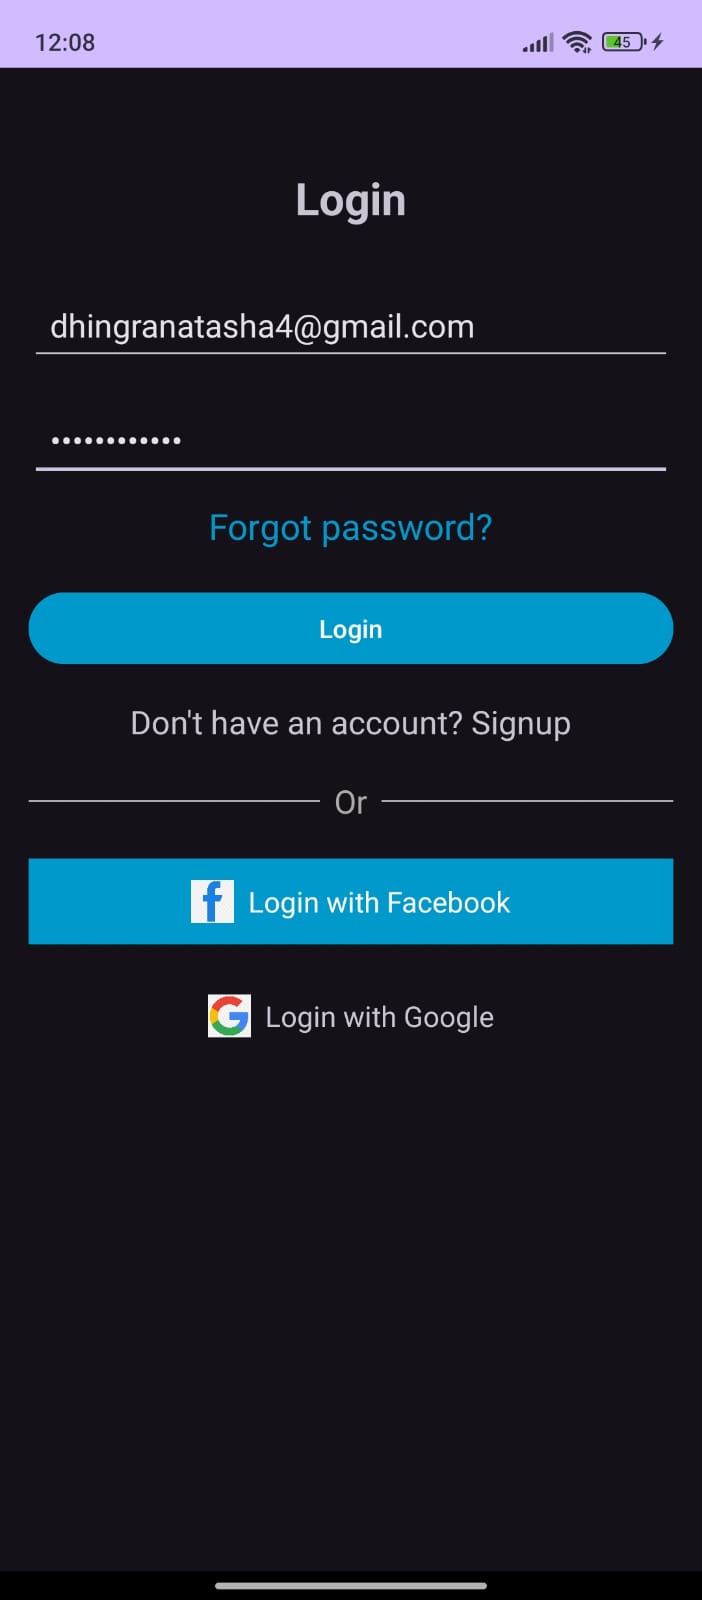 12:08
45
Login
dhingranatasha4@gmail.com
••••••••••••
Forgot password?
Login
Don't have an account? Signup
Or
Login with Facebook
Login with Google